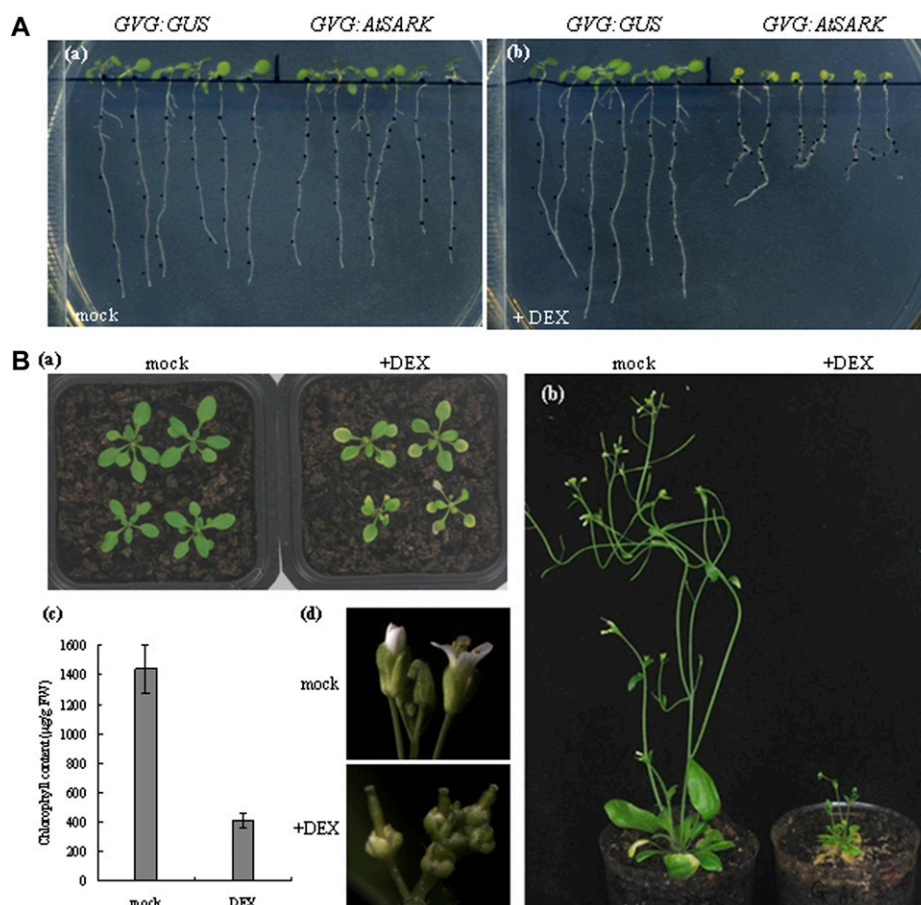 A
GVG:GUS GVG:AtSARK GVG:GUS GVG:AtSARK
(a) (b)
mock + DEX
B (a) mock +DEX mock +DEX
(b)
(c) (d)
Chlorophyll content (µg/g FW)
1600
1400
1200
1000
800
600
400
200
0
mock DEX
mock
+DEX